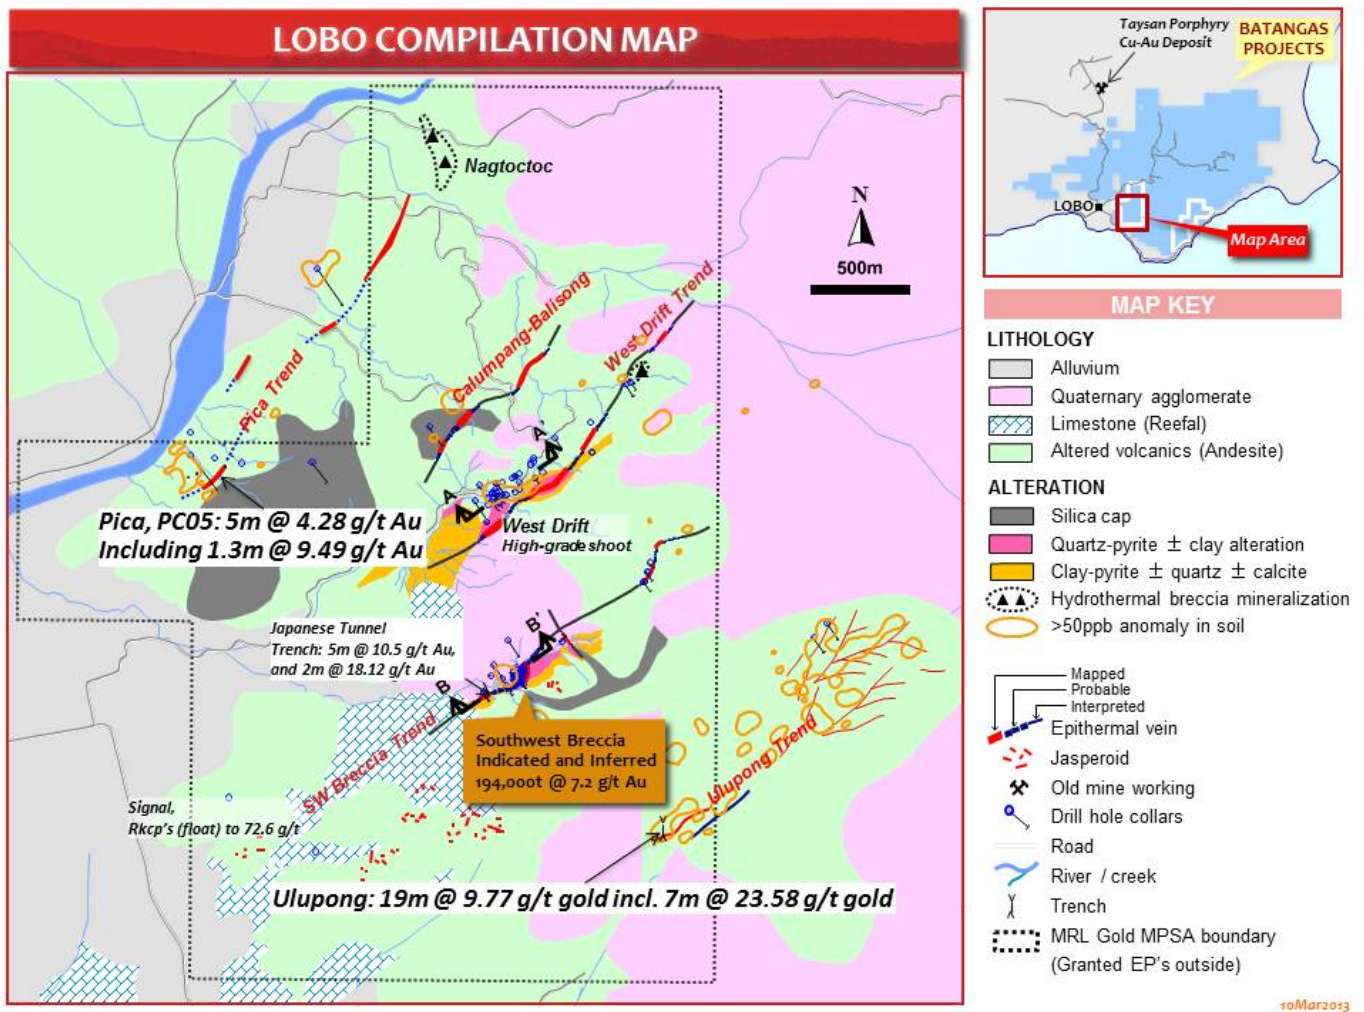 LOBO COMPILATION MAP
Nagtoctoc
N
500m
Calumpang-Balisong
West Drift Trend
Pica Trend
A'
A
Pica, PC05: 5m @ 4.28 g/t Au
Including 1.3m @ 9.49 g/t Au
West Drift
High-grade shoot
Japanese Tunnel
Trench: 5m @ 10.5 g/t Au,
and 2m @ 18.12 g/t Au
B'
B
SW Breccia Trend
Southwest Breccia
Indicated and Inferred
194,000t @ 7.2 g/t Au
Ulupong Trend
Signal,
Rkcp's (float) to 72.6 g/t
Ulupong: 19m @ 9.77 g/t gold incl. 7m @ 23.58 g/t gold
Taysan Porphyry
Cu-Au Deposit
BATANGAS
PROJECTS
LOBO
Map Area
MAP KEY
LITHOLOGY
Alluvium
Quaternary agglomerate
Limestone (Reefal)
Altered volcanics (Andesite)
ALTERATION
Silica cap
Quartz-pyrite ± clay alteration
Clay-pyrite ± quartz ± calcite
Hydrothermal breccia mineralization
>50ppb anomaly in soil
Mapped
Probable
Interpreted
Epithermal vein
Jasperoid
Old mine working
Drill hole collars
Road
River / creek
Trench
MRL Gold MPSA boundary
(Granted EP's outside)
10Mar2013